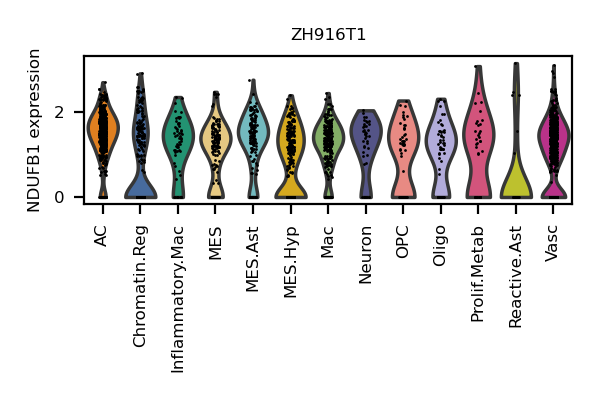 ZH916T1
NDUFB1 expression
2
0
AC
Chromatin.Reg
Inflammatory.Mac
MES
MES.Ast
MES.Hyp
Mac
Neuron
OPC
Oligo
Prolif.Metab
Reactive.Ast
Vasc